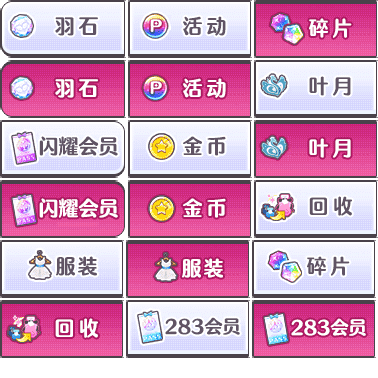 羽石 P 活动 碎片
羽石 P 活动 叶月
闪耀会员 金币 叶月
闪耀会员 金币 回收
服装 服装 碎片
回收 283会员 283会员